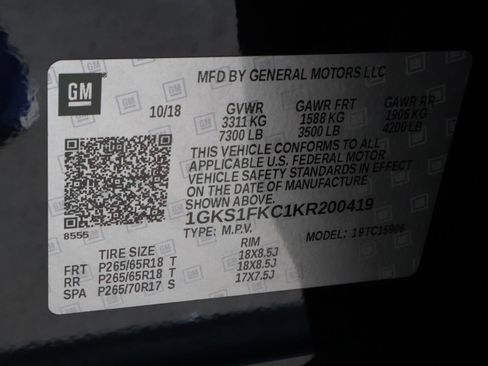 GM
MFD BY GENERAL MOTORS LLC
10/18 GVWR GAWR FRT GAWR RR
3311 KG 1588 KG 1905 KG
7300 LB 3500 LB 4200 LB
THIS VEHICLE CONFORMS TO ALL
APPLICABLE U.S. FEDERAL MOTOR
VEHICLE SAFETY STANDARDS IN EFFECT
ON THE DATE OF MANUFACTURE
SHOWN ABOVE.
1GKS1FKC1KR200419
8555 TYPE: M.P.V. MODEL: 19TC15906
TIRE SIZE RIM
FRT P265/65R18 T 18X8.5J
RR P265/65R18 T 18X8.5J
SPA P265/70R17 S 17X7.5J